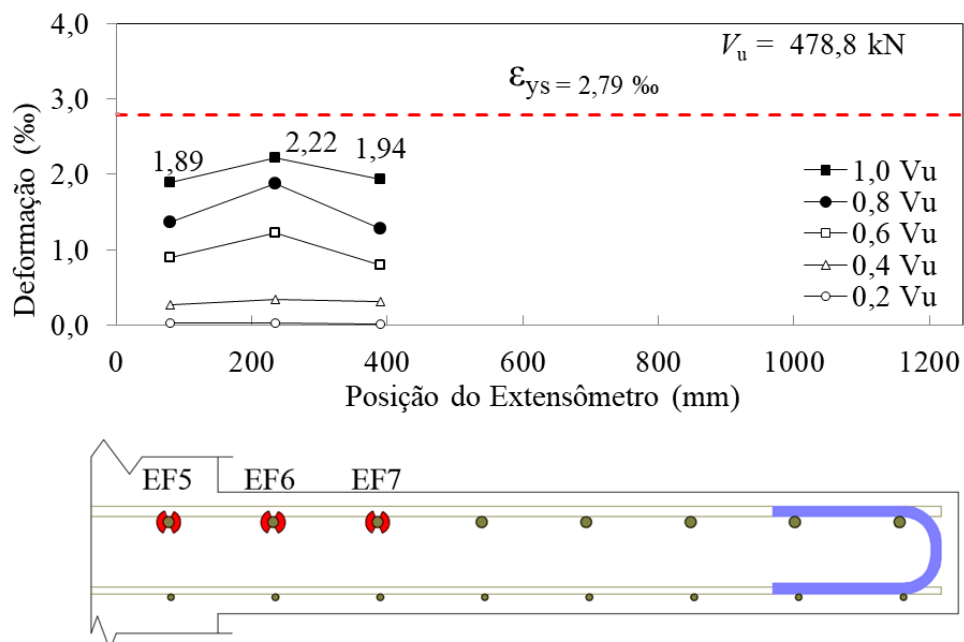 4,0
3,0
2,0
1,0
0,0
Deformação (‰)
Vu = 478,8 kN
εys = 2,79 ‰
1,89
2,22
1,94
1,0 Vu
0,8 Vu
0,6 Vu
0,4 Vu
0,2 Vu
0 200 400 600 800 1000 1200
Posição do Extensômetro (mm)
EF5 EF6 EF7